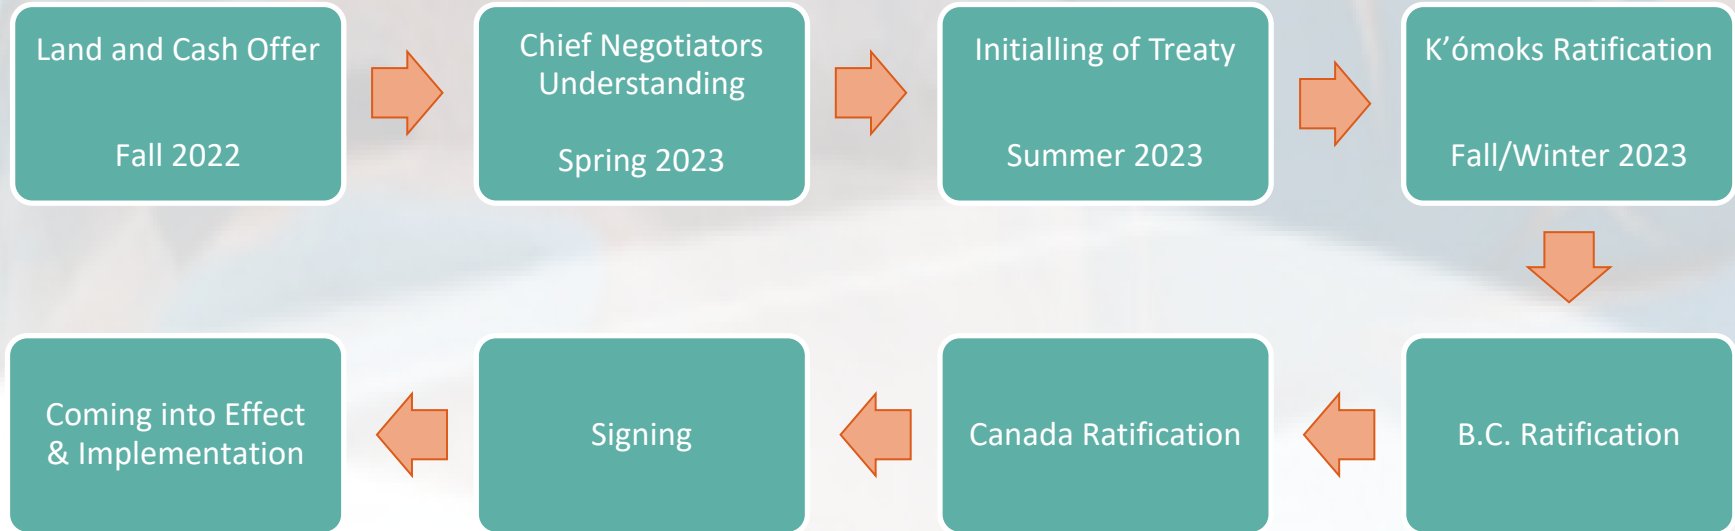 Land and Cash Offer
Fall 2022
Chief Negotiators
Understanding
Spring 2023
Initialling of Treaty
Summer 2023
K’ómoks Ratification
Fall/Winter 2023
B.C. Ratification
Canada Ratification
Signing
Coming into Effect
& Implementation